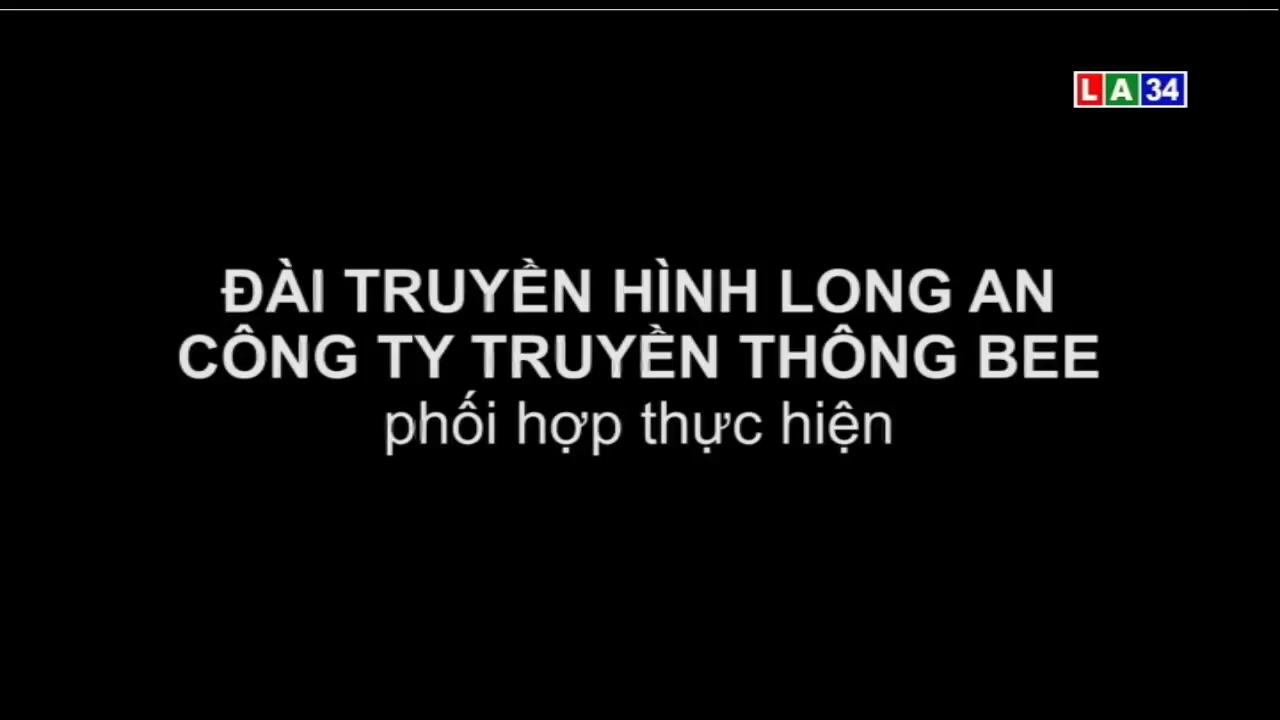 LA34
ĐÀI TRUYỀN HÌNH LONG AN
CÔNG TY TRUYỀN THÔNG BEE
phối hợp thực hiện